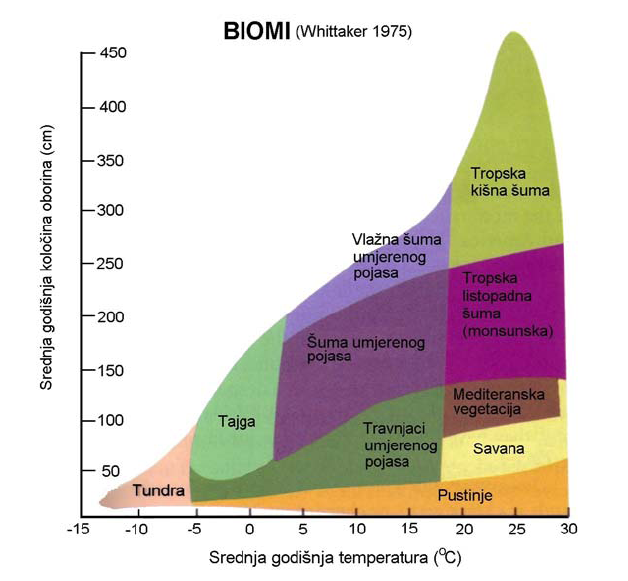 BIOMI (Whittaker 1975)
Srednja godišnja koločina oborina (cm)
450
400
350
300
250
200
150
100
50
Tropska
kišna šuma
Vlažna šuma
umjerenog
pojasa
Tropska
listopadna
šuma
(monsunska)
Šuma umjerenog
pojasa
Mediteranska
vegetacija
Tajga
Travnjaci
umjerenog
pojasa
Savana
Tundra
Pustinje
-15 -10 -5 0 5 10 15 20 25 30
Srednja godišnja temperatura (°C)